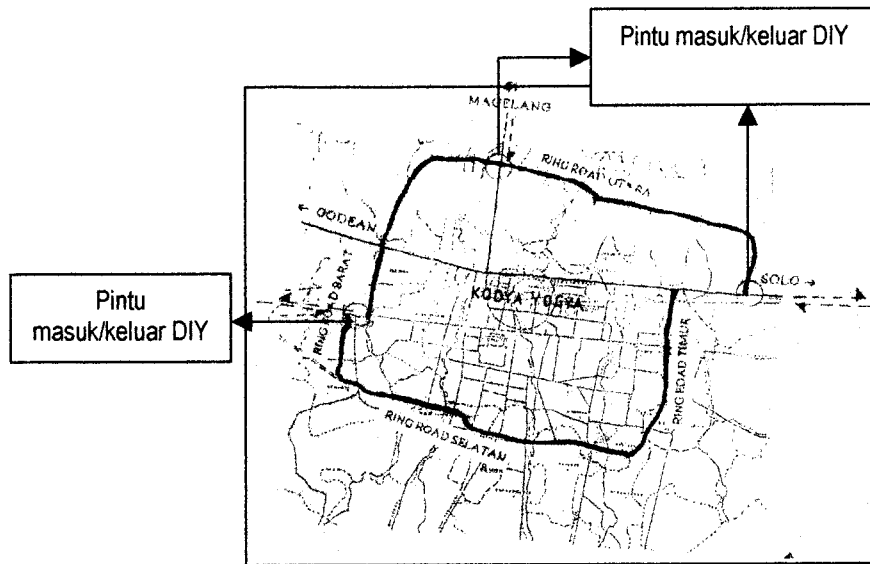 Pintu masuk/keluar DIY
MAGELANG
RING ROAD UTARA
← GODEAN
RING ROAD BARAT
SOLO →
KODYA YOGYA
Pintu
masuk/keluar DIY
RING ROAD TIMUR
RING ROAD SELATAN